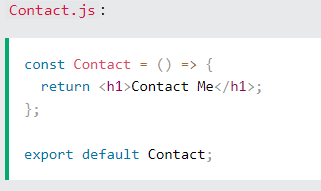 Contact.js:
const Contact = () => {
  return <h1>Contact Me</h1>;
};
export default Contact;